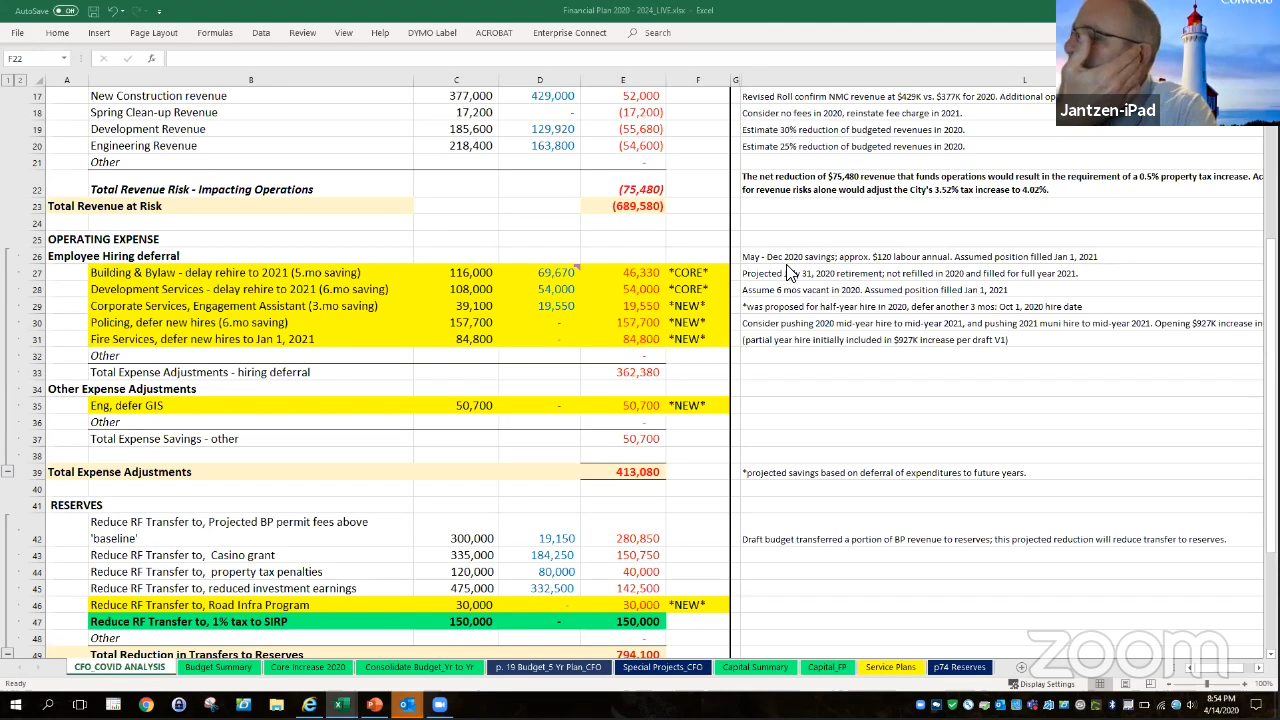 AutoSave Off Financial Plan 2020 - 2024_LIVE.xlsx - Excel
File Home Insert Page Layout Formulas Data Review View Help DYMO Label ACROBAT Enterprise Connect Search
F22
Jantzen-iPad
1 2 A B C D E F G L
17 New Construction revenue 377,000 429,000 52,000 Revised Roll confirm NMC revenue at $429K vs. $377K for 2020. Additional
18 Spring Clean-up Revenue 17,200 - (17,200) Consider no fees in 2020, reinstate fee charge in 2021.
19 Development Revenue 185,600 129,920 (55,680) Estimate 30% reduction of budgeted revenues in 2020.
20 Engineering Revenue 218,400 163,800 (54,600) Estimate 25% reduction of budgeted revenues in 2020.
21 Other -
The net reduction of $75,480 revenue that funds operations would result in the requirement of a 0.5% property tax increase.
22 Total Revenue Risk - Impacting Operations (75,480) for revenue risks alone would adjust the City's 3.52% tax increase to 4.02%.
23 Total Revenue at Risk (689,580)
24
25 OPERATING EXPENSE
26 Employee Hiring deferral May - Dec 2020 savings; approx. $120 labour annual. Assumed position filled Jan 1, 2021
27 Building & Bylaw - delay rehire to 2021 (5.mo saving) 116,000 69,670 46,330 *CORE* Projected 31, 2020 retirement; not refilled in 2020 and filled for full year 2021.
28 Development Services - delay rehire to 2021 (6.mo saving) 108,000 54,000 54,000 *CORE* Assume 6 mos vacant in 2020. Assumed position filled Jan 1, 2021
29 Corporate Services, Engagement Assistant (3.mo saving) 39,100 19,550 19,550 *NEW* *was proposed for half-year hire in 2020, defer another 3 mos: Oct 1, 2020 hire date
30 Policing, defer new hires (6.mo saving) 157,700 - 157,700 *NEW* Consider pushing 2020 mid-year hire to mid-year 2021, and pushing 2021 muni hire to mid-year 2021. Opening $927K increase in
31 Fire Services, defer new hires to Jan 1, 2021 84,800 - 84,800 *NEW* (partial year hire initially included in $927K Increase per draft V1)
32 Other -
33 Total Expense Adjustments - hiring deferral 362,380
34 Other Expense Adjustments
35 Eng, defer GIS 50,700 - 50,700 *NEW*
36 Other -
37 Total Expense Savings - other 50,700
38
39 Total Expense Adjustments 413,080 *projected savings based on deferral of expenditures to future years.
40
41 RESERVES
Reduce RF Transfer to, Projected BP permit fees above
42 'baseline' 300,000 19,150 280,850 Draft budget transferred a portion of BP revenue to reserves; this projected reduction will reduce transfer to reserves.
43 Reduce RF Transfer to, Casino grant 335,000 184,250 150,750
44 Reduce RF Transfer to, property tax penalties 120,000 80,000 40,000
45 Reduce RF Transfer to, reduced investment earnings 475,000 332,500 142,500
46 Reduce RF Transfer to, Road Infra Program 30,000 - 30,000 *NEW*
47 Reduce RF Transfer to, 1% tax to SIRP 150,000 - 150,000
48 Other -
49 Total Reduction in Transfers to Reserves 794,100
zoom
CFO_COVID ANALYSIS Budget Summary Core Increase 2020 Consolidate Budget_Yr to Yr p. 19 Budget_5 Yr Plan_CFO Special Projects_CFO Capital Summary Capital_FP Service Plans p74 Reserves
Ready Display Settings 100%
8:54 PM
4/14/2020